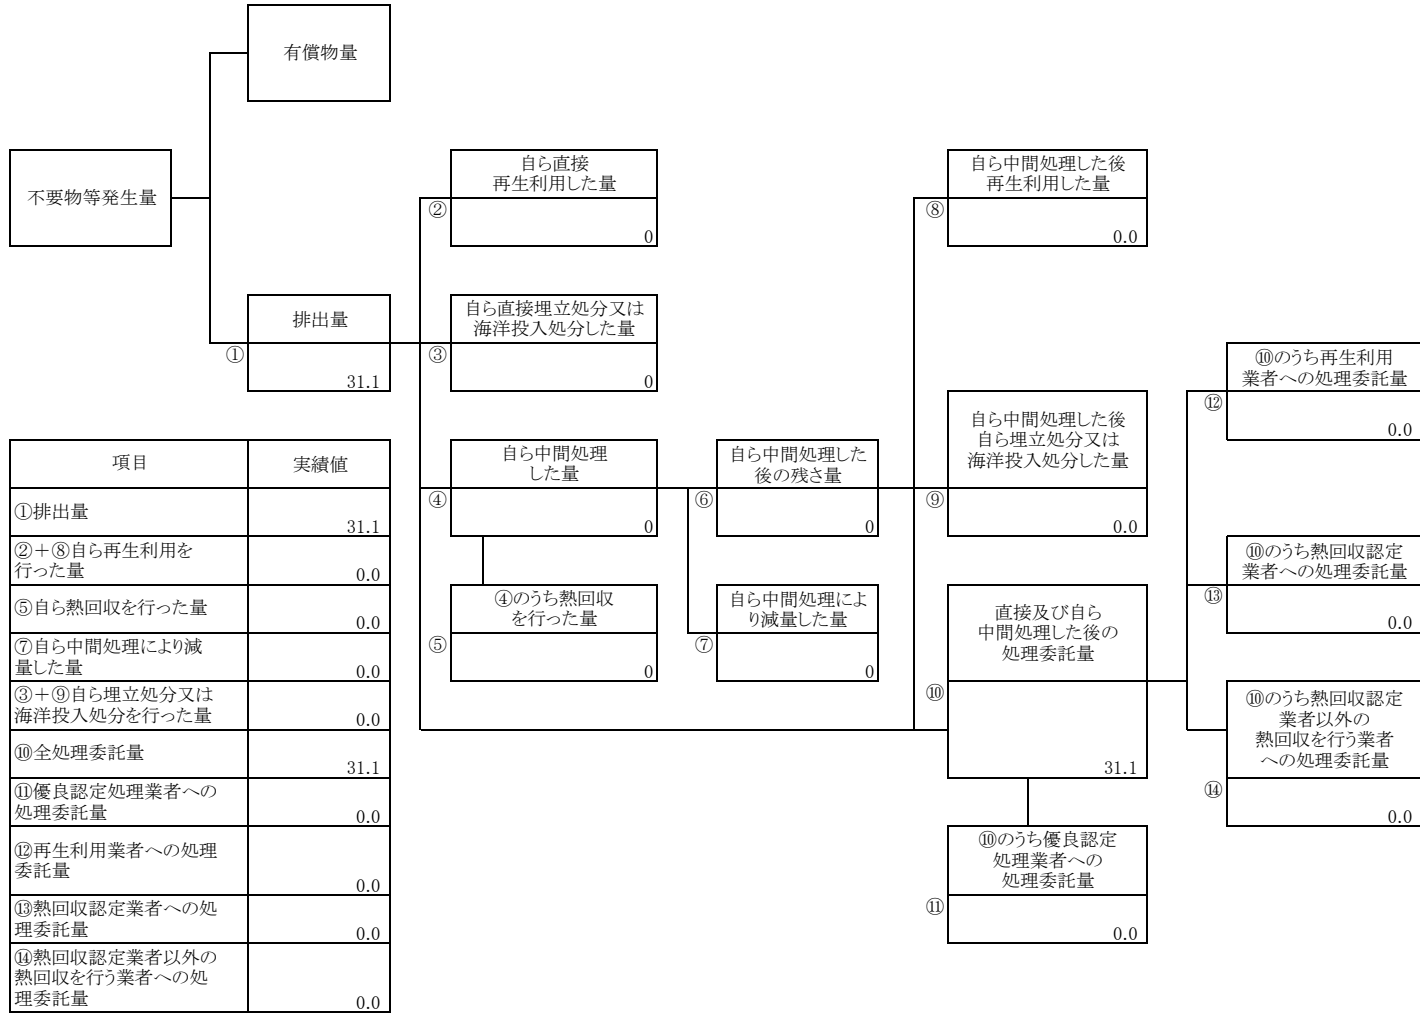 有償物量
不要物等発生量
自ら直接
再生利用した量
②
0
自ら中間処理した後
再生利用した量
⑧
0.0
排出量
①
31.1
自ら直接埋立処分又は
海洋投入処分した量
③
0
⑩のうち再生利用
業者への処理委託量
⑫
0.0
自ら中間処理
した量
④
0
自ら中間処理した
後の残さ量
⑥
0
自ら中間処理した後
自ら埋立処分又は
海洋投入処分した量
⑨
0.0
⑩のうち熱回収認定
業者への処理委託量
⑬
0.0
④のうち熱回収
を行った量
⑤
0
自ら中間処理によ
り減量した量
⑦
0
直接及び自ら
中間処理した後の
処理委託量
⑩
31.1
⑩のうち熱回収認定
業者以外の
熱回収を行う業者
への処理委託量
⑭
0.0
⑩のうち優良認定
処理業者への
処理委託量
⑪
0.0
項目
実績値
①排出量
31.1
②＋⑧自ら再生利用を
行った量
0.0
⑤自ら熱回収を行った量
0.0
⑦自ら中間処理により減
量した量
0.0
③＋⑨自ら埋立処分又は
海洋投入処分を行った量
0.0
⑩全処理委託量
31.1
⑪優良認定処理業者への
処理委託量
0.0
⑫再生利用業者への処理
委託量
0.0
⑬熱回収認定業者への処
理委託量
0.0
⑭熱回収認定業者以外の
熱回収を行う業者への処
理委託量
0.0